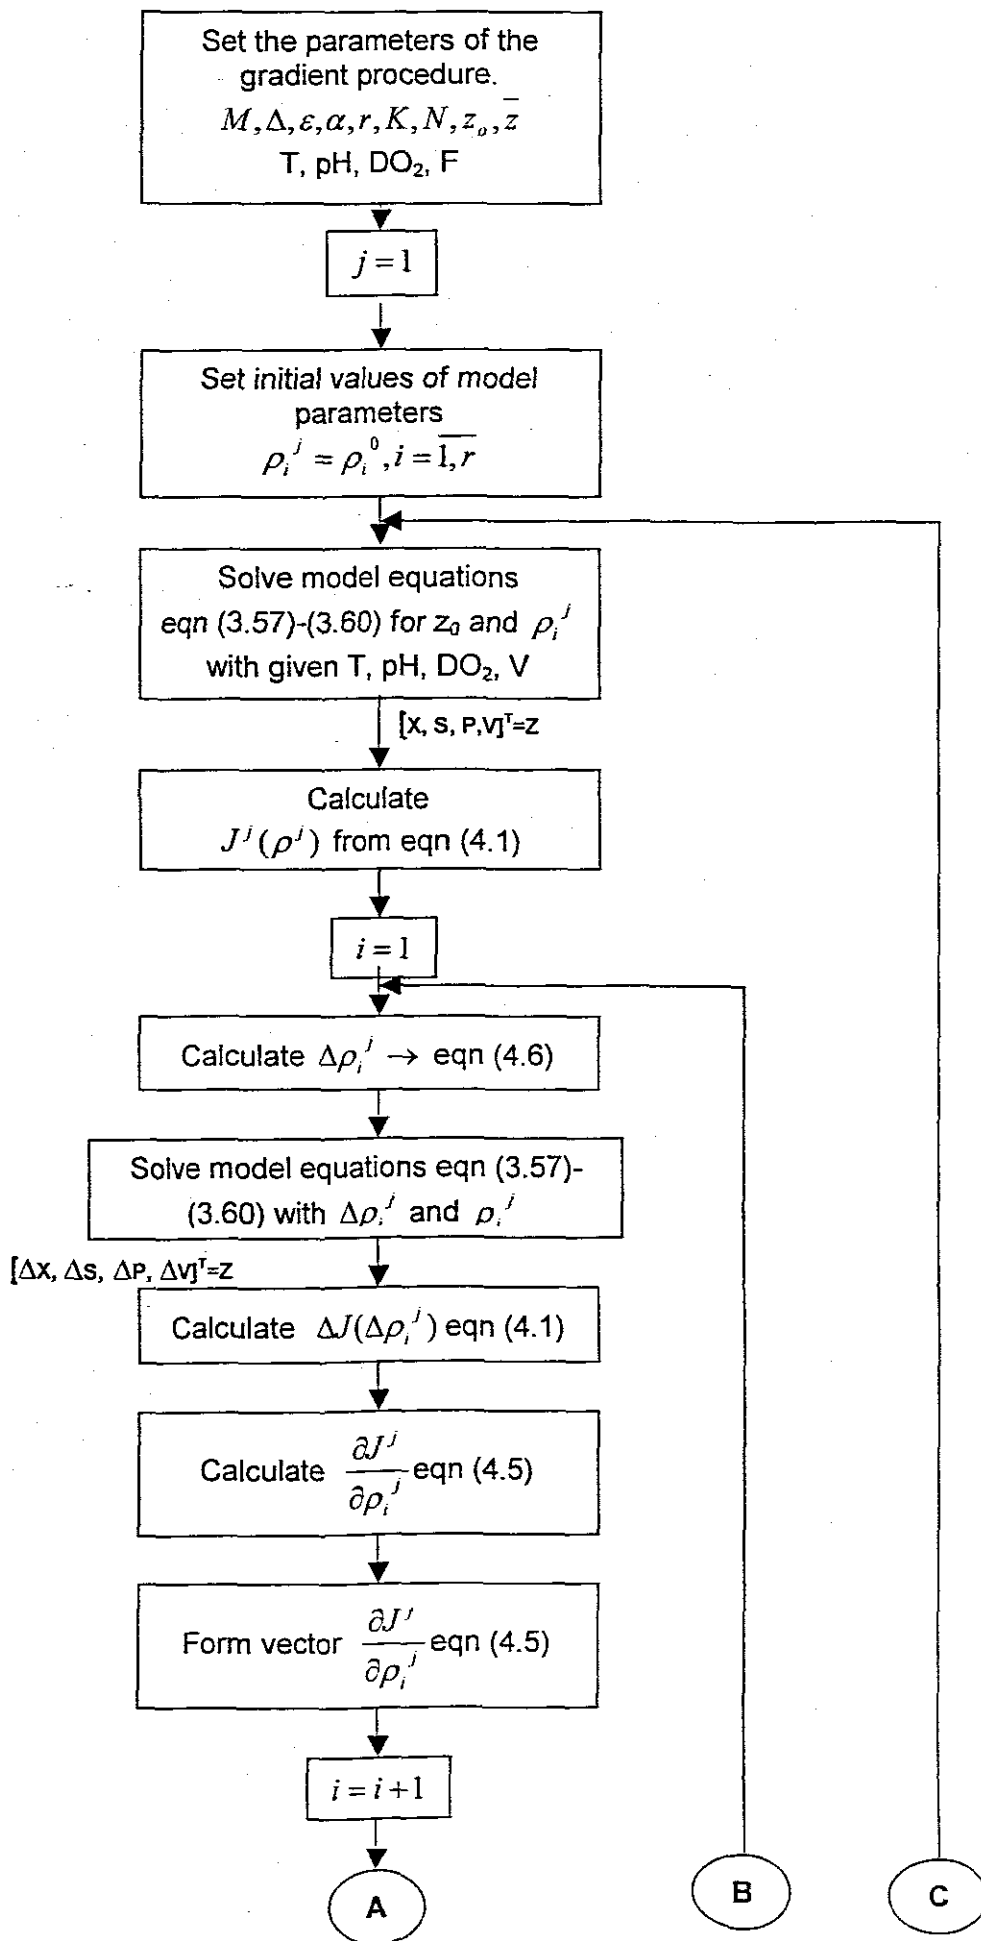 Set the parameters of the
gradient procedure.
M, Δ, ε, α, r, K, N, z₀, z̄
T, pH, DO₂, F
j = 1
Set initial values of model
parameters
ρᵢʲ = ρᵢ⁰, i = 1,r̅
Solve model equations
eqn (3.57)-(3.60) for z₀ and ρᵢʲ
with given T, pH, DO₂, V
[X, S, P,V]ᵀ=Z
Calculate
Jʲ(ρʲ) from eqn (4.1)
i = 1
Calculate Δρᵢʲ → eqn (4.6)
Solve model equations eqn (3.57)-
(3.60) with Δρᵢʲ and ρᵢʲ
[ΔX, ΔS, ΔP, ΔV]ᵀ=Z
Calculate ΔJ(Δρᵢʲ) eqn (4.1)
Calculate ∂Jʲ/∂ρᵢʲ eqn (4.5)
Form vector ∂Jʲ/∂ρᵢʲ eqn (4.5)
i = i+1
A
B
C